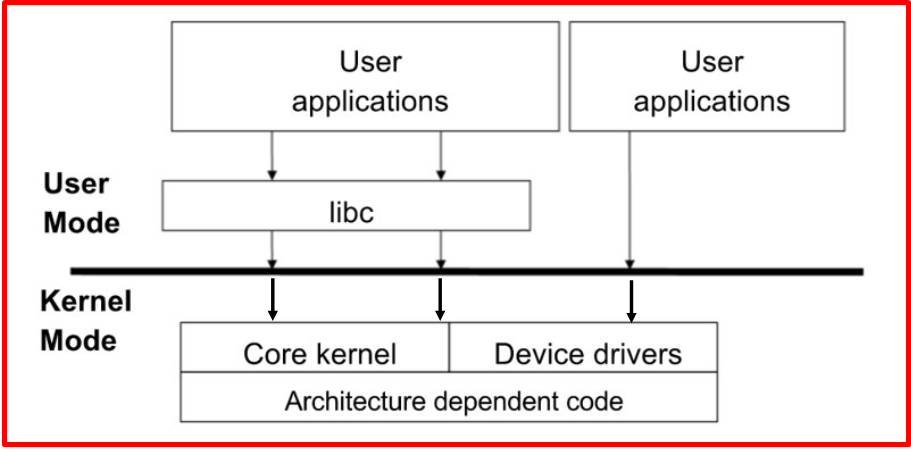 User
applications
User
applications
User
Mode
libc
Kernel
Mode
Core kernel
Device drivers
Architecture dependent code